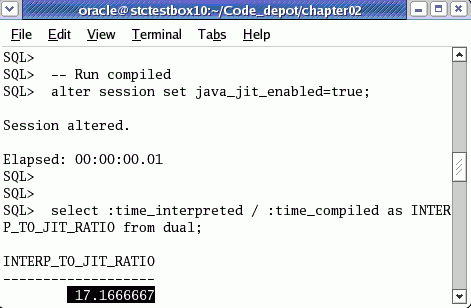 oracle@stctestbox10:~/Code_depot/chapter02
File Edit View Terminal Tabs Help
SQL>
SQL>  -- Run compiled
SQL>  alter session set java_jit_enabled=true;
Session altered.
Elapsed: 00:00:00.01
SQL>
SQL>
SQL>  select :time_interpreted / :time_compiled as INTER
P_TO_JIT_RATIO from dual;
INTERP_TO_JIT_RATIO
-------------------
17.1666667